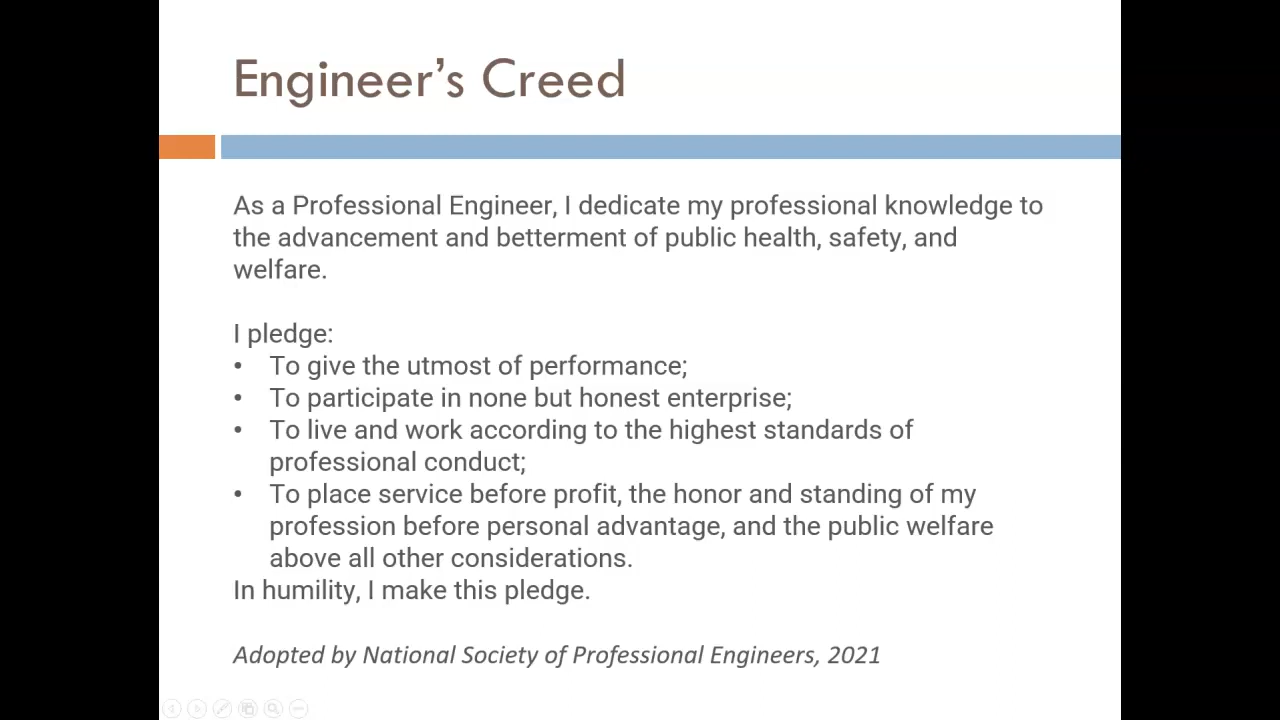 Engineer’s Creed
As a Professional Engineer, I dedicate my professional knowledge to
the advancement and betterment of public health, safety, and
welfare.
I pledge:
• To give the utmost of performance;
• To participate in none but honest enterprise;
• To live and work according to the highest standards of
professional conduct;
• To place service before profit, the honor and standing of my
profession before personal advantage, and the public welfare
above all other considerations.
In humility, I make this pledge.
Adopted by National Society of Professional Engineers, 2021